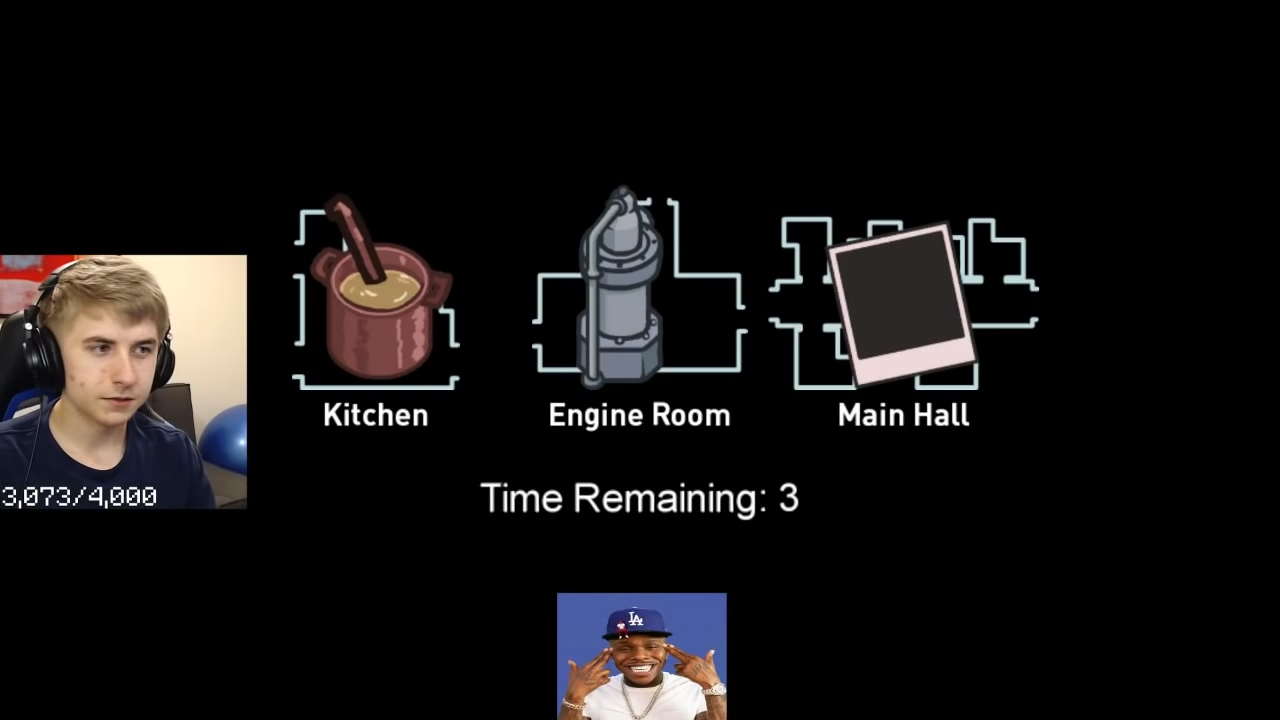 Kitchen
Engine Room
Main Hall
3,073/4,000
Time Remaining: 3
LA